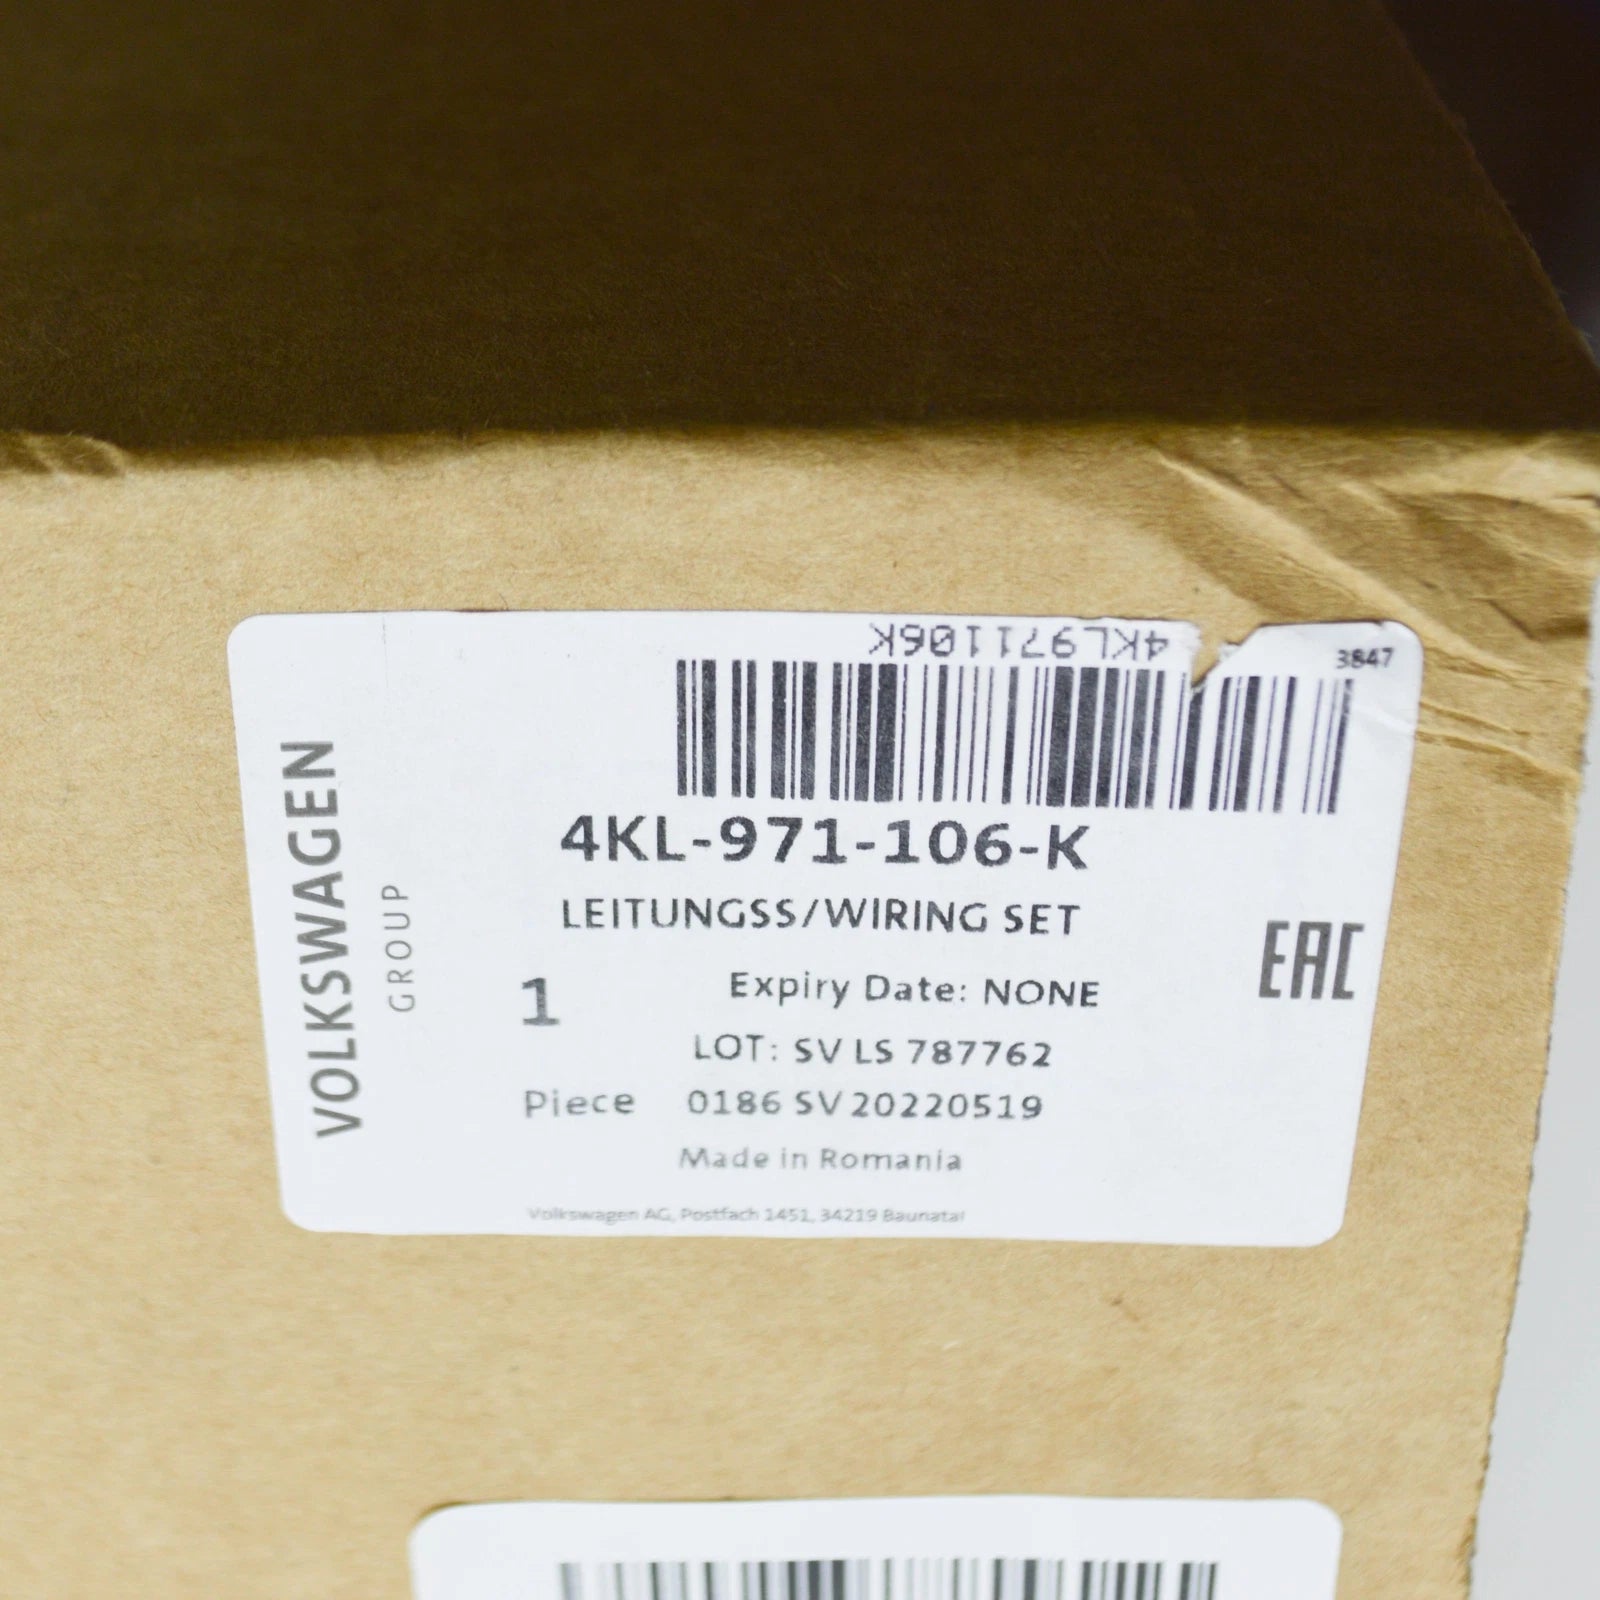 4KL971106K
3847
VOLKSWAGEN
GROUP
4KL-971-106-K
LEITUNGSS/WIRING SET
EAC
1
Expiry Date: NONE
LOT: SV LS 787762
Piece 0186 SV 20220519
Made in Romania
Volkswagen AG, Postfach 1451, 34219 Baunatal